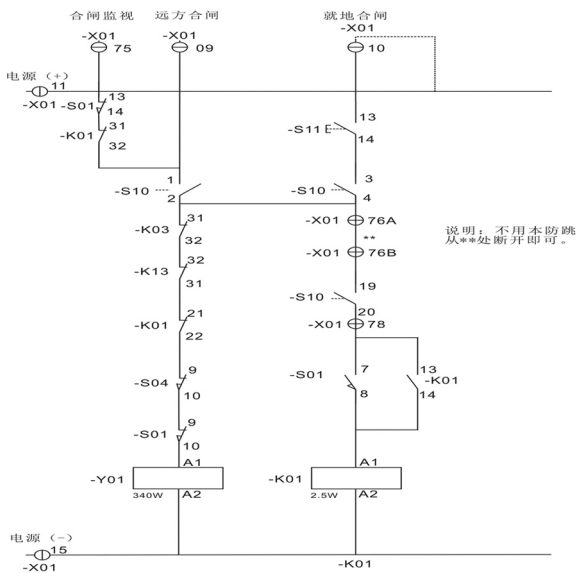 合闸监视 远方合闸 就地合闸
-X01 -X01 -X01
75 09 10
电源 (+)
11
-X01
-S01 13
14
-K01 31
32
-S11 13
14
1
-S10
2
3
-S10
4
-K03 31
32
-X01 76A
**
-X01 76B
说明: 不用本防跳
从**处断开即可。
-K13 32
31
-S10 19
20
-K01 21
22
-X01 78
-S04 9
10
-S01 7
8
13
-K01
14
-S01 9
10
A1
-Y01
340W A2
A1
-K01
2.5W A2
电源 (-)
15
-X01
-K01